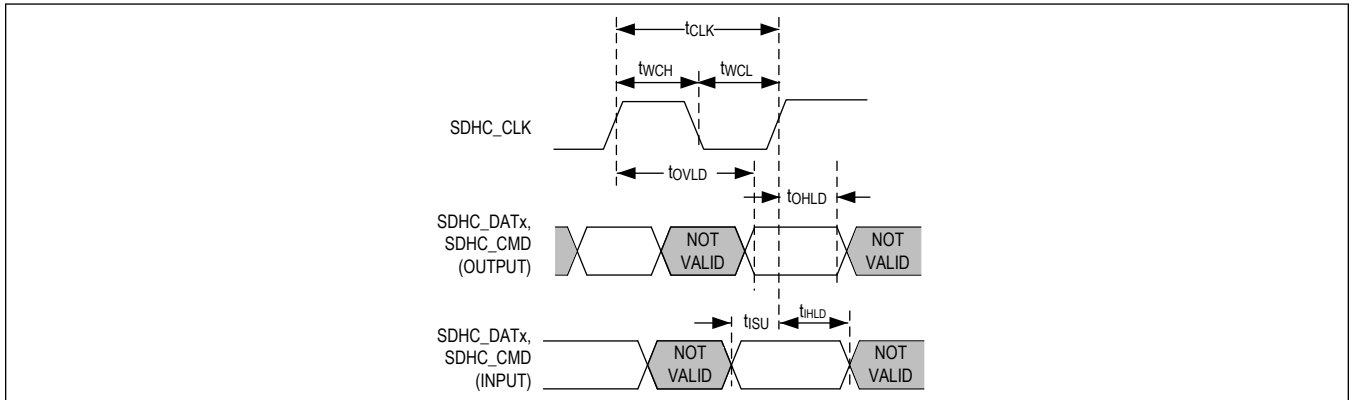 tCLK
tWCH
tWCL
SDHC_CLK
tOVLD
tOHLD
SDHC_DATx,
SDHC_CMD
(OUTPUT)
NOT
VALID
NOT
VALID
tISU
tIHLD
SDHC_DATx,
SDHC_CMD
(INPUT)
NOT
VALID
NOT
VALID